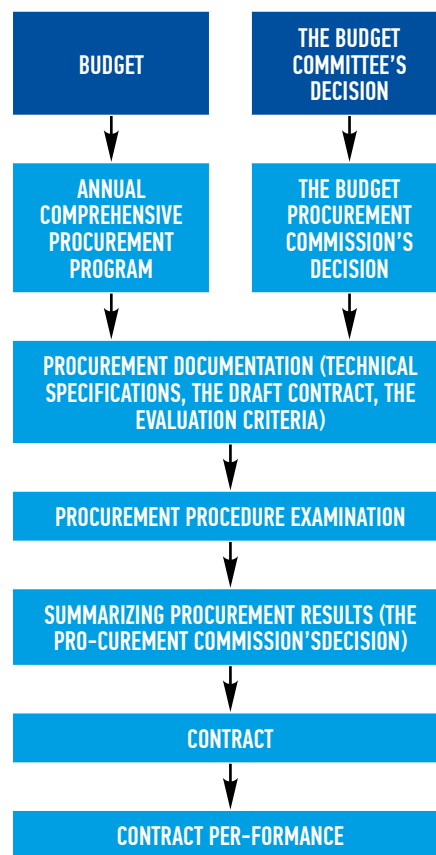 BUDGET
THE BUDGET
COMMITTEE'S
DECISION
ANNUAL
COMPREHENSIVE
PROCUREMENT
PROGRAM
THE BUDGET
PROCUREMENT
COMMISSION'S
DECISION
PROCUREMENT DOCUMENTATION (TECHNICAL
SPECIFICATIONS, THE DRAFT CONTRACT, THE
EVALUATION CRITERIA)
PROCUREMENT PROCEDURE EXAMINATION
SUMMARIZING PROCUREMENT RESULTS (THE
PRO-CUREMENT COMMISSION'SDECISION)
CONTRACT
CONTRACT PER-FORMANCE